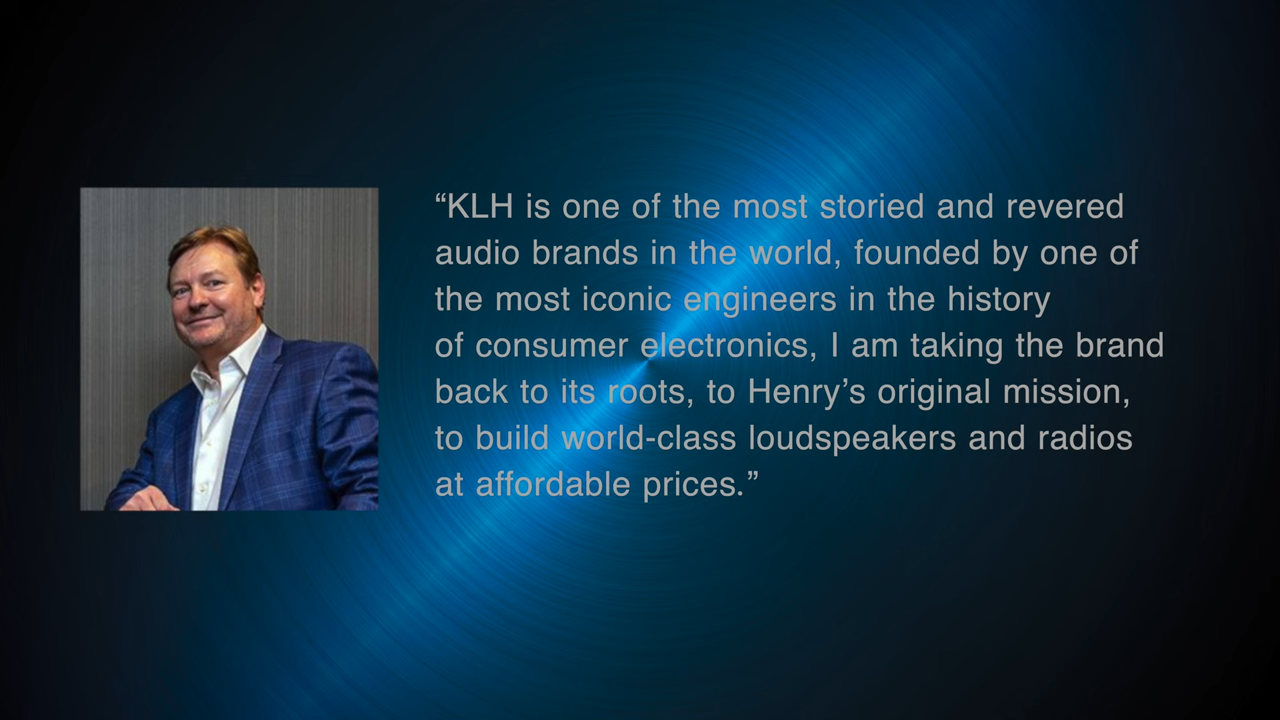 “KLH is one of the most storied and revered
audio brands in the world, founded by one of
the most iconic engineers in the history
of consumer electronics, I am taking the brand
back to its roots, to Henry’s original mission,
to build world-class loudspeakers and radios
at affordable prices.”